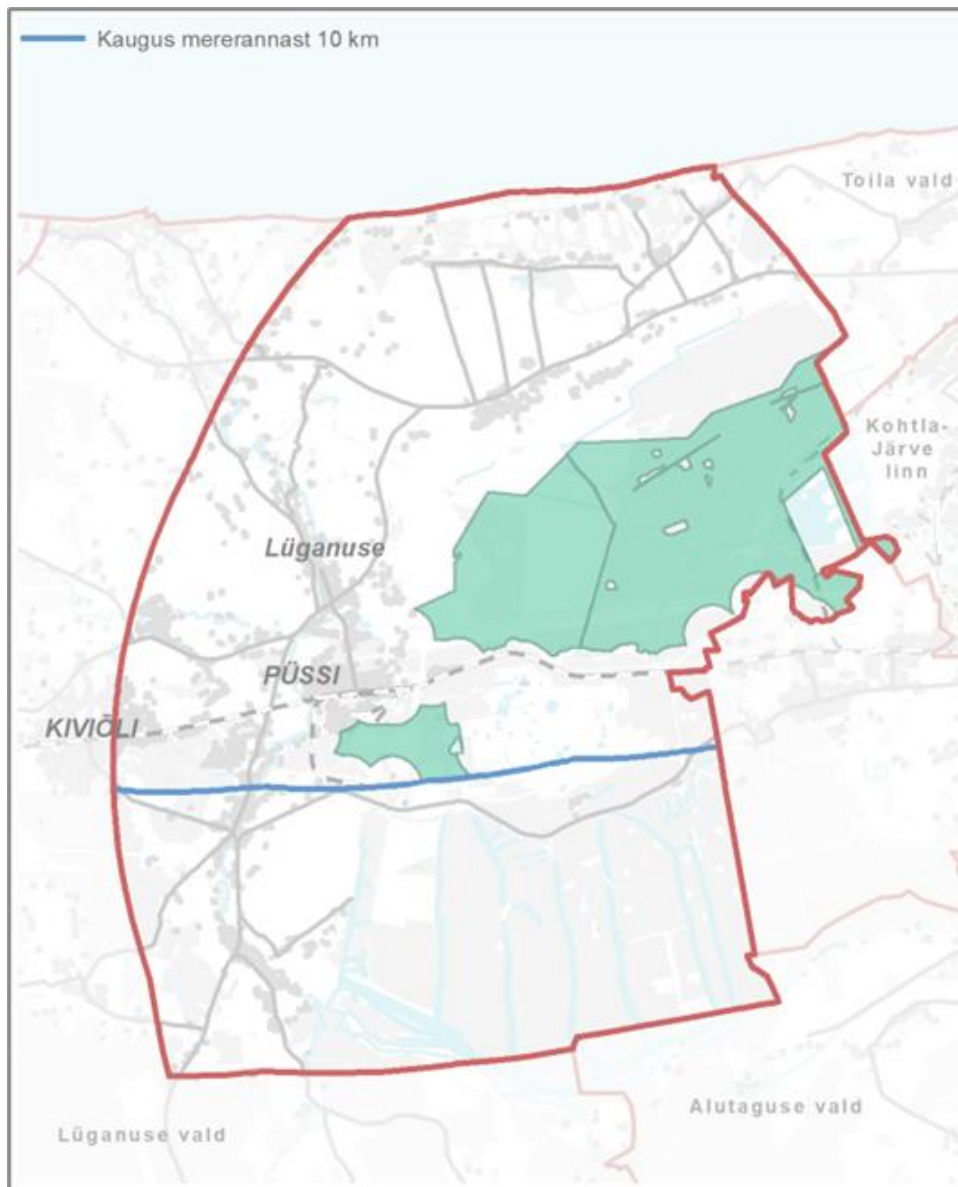 Kaugus mererannast 10 km
Toila vald
Kohtla-
Järve
linn
Lüganuse
PÜSSI
KIVIÕLI
Alutaguse vald
Lüganuse vald